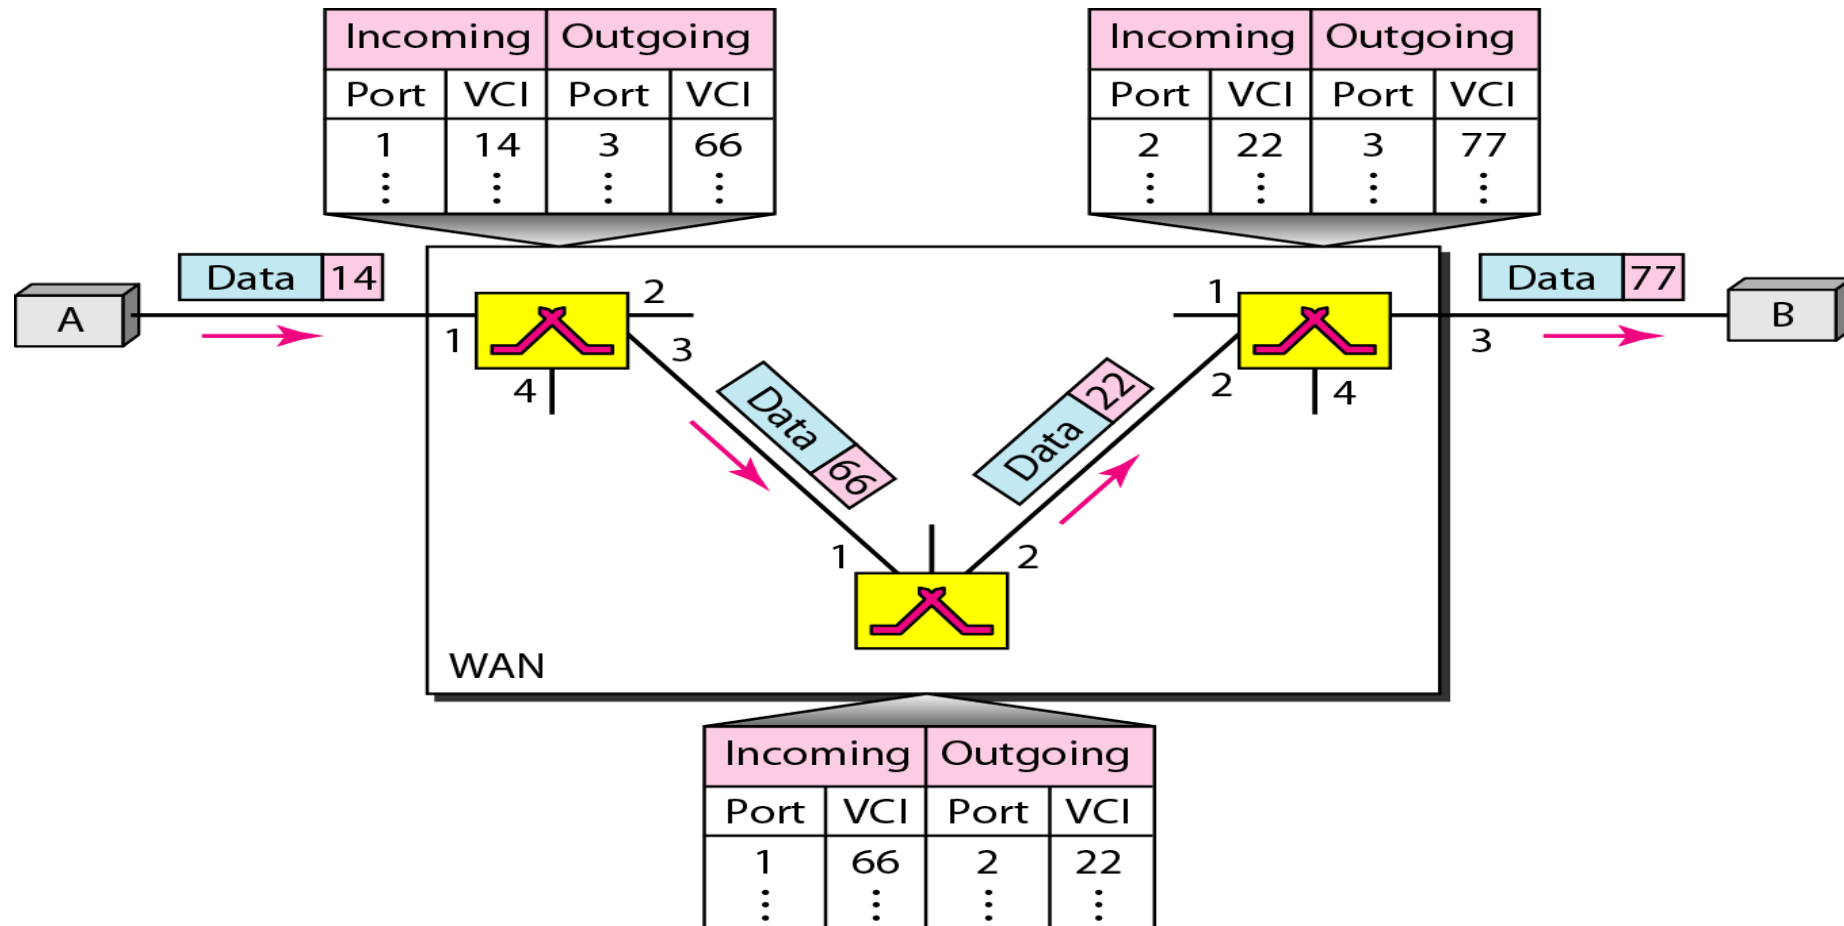 Incoming Outgoing
Port VCI Port VCI
1 14 3 66
⋮ ⋮ ⋮ ⋮
Incoming Outgoing
Port VCI Port VCI
2 22 3 77
⋮ ⋮ ⋮ ⋮
Data 14
A
1
2
3
4
Data 66
1
2
Data 22
1
2
3
4
Data 77
B
WAN
Incoming Outgoing
Port VCI Port VCI
1 66 2 22
⋮ ⋮ ⋮ ⋮